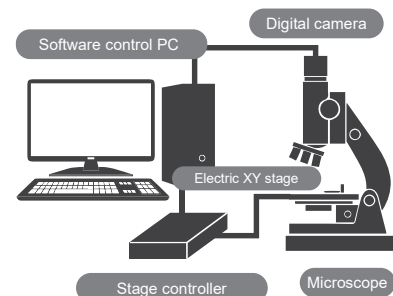 Digital camera
Software control PC
Electric XY stage
Stage controller
Microscope